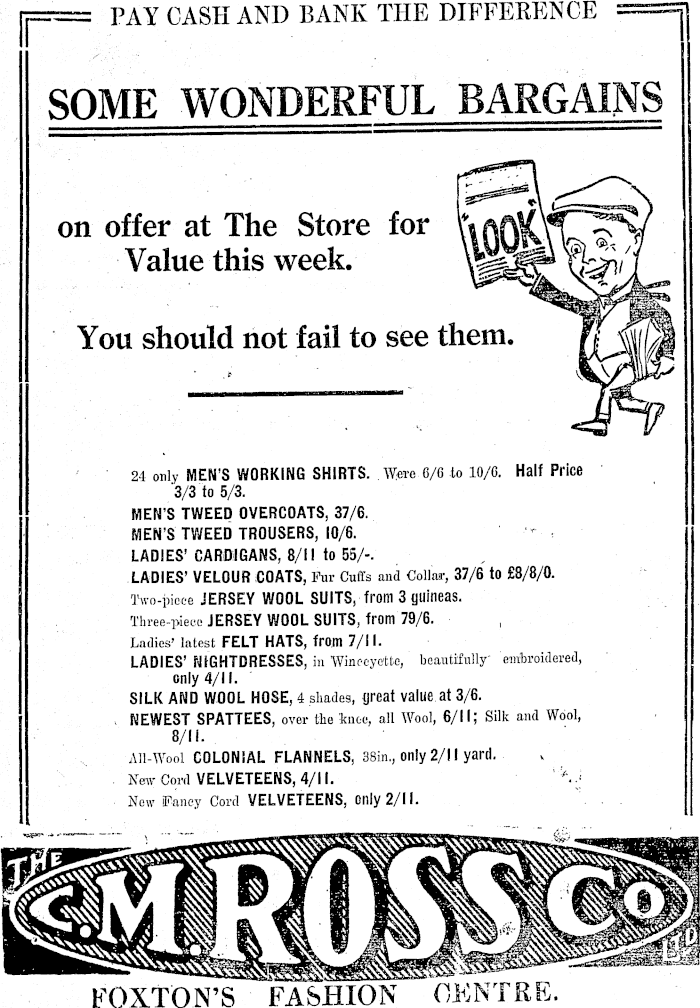 PAY CASH AND BANK THE DIFFERENCE
SOME WONDERFUL BARGAINS
on offer at The Store for
Value this week.
"LOOK"
You should not fail to see them.
24 only MEN'S WORKING SHIRTS. Were 6/6 to 10/6. Half Price
3/3 to 5/3.
MEN'S TWEED OVERCOATS, 37/6.
MEN'S TWEED TROUSERS, 10/6.
LADIES' CARDIGANS, 8/11 to 55/-.
LADIES' VELOUR COATS, Fur Cuffs and Collar, 37/6 to £8/8/0.
Two-piece JERSEY WOOL SUITS, from 3 guineas.
Three-piece JERSEY WOOL SUITS, from 79/6.
Ladies' latest FELT HATS, from 7/11.
LADIES' NIGHTDRESSES, in Winceyette, beautifully embroidered,
only 4/11.
SILK AND WOOL HOSE, 4 shades, great value at 3/6.
NEWEST SPATTEES, over the knee, all Wool, 6/11; Silk and Wool,
8/11.
All-Wool COLONIAL FLANNELS, 38in., only 2/11 yard.
New Cord VELVETEENS, 4/11.
New Fancy Cord VELVETEENS, only 2/11.
THE
C.M. ROSS CO
LTD
FOXTON'S FASHION CENTRE.